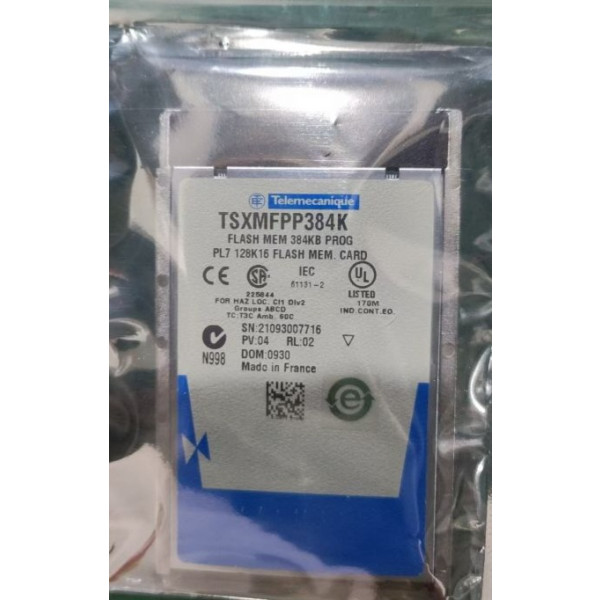 Telemecanique
TSXMFPP384K
FLASH MEM 384KB PROG
PL7 128K16 FLASH MEM. CARD
CE
SA
IEC
61131-2
UL
LISTED
170M
IND.CONT.EQ.
225844
FOR HAZ LOC. Cl1 Div2
Groups ABCD
TC T3C Amb. 60C
N998
SN:21093007716
PV:04 RL:02
DOM:0930
Made in France
e